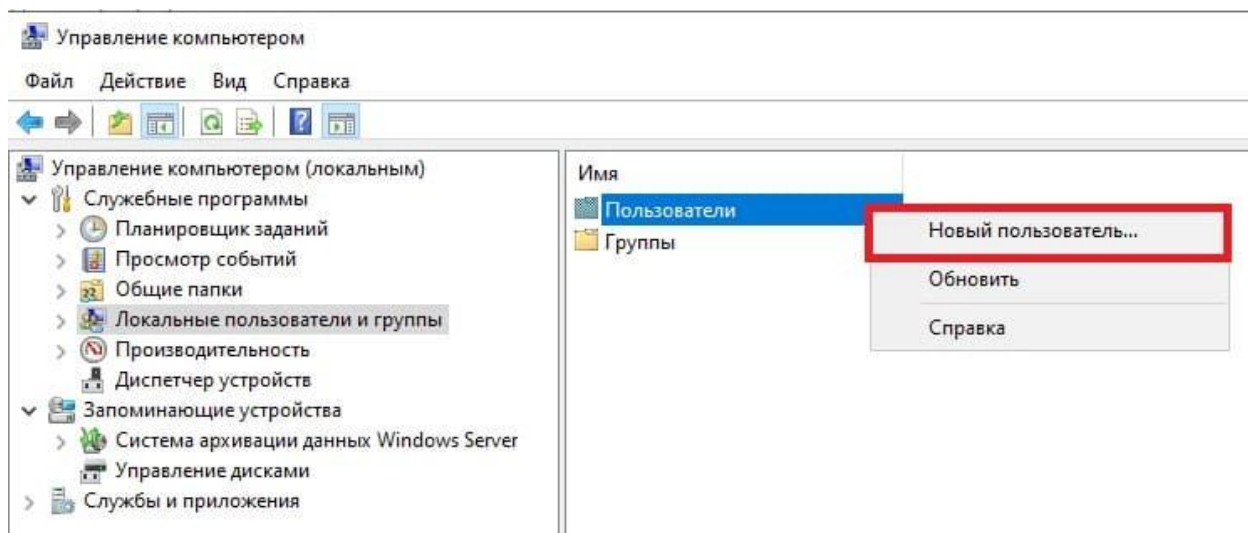 Управление компьютером
Файл Действие Вид Справка
Управление компьютером (локальным)
Служебные программы
Планировщик заданий
Просмотр событий
Общие папки
Локальные пользователи и группы
Производительность
Диспетчер устройств
Запоминающие устройства
Система архивации данных Windows Server
Управление дисками
Службы и приложения
Имя
Пользователи
Группы
Новый пользователь...
Обновить
Справка